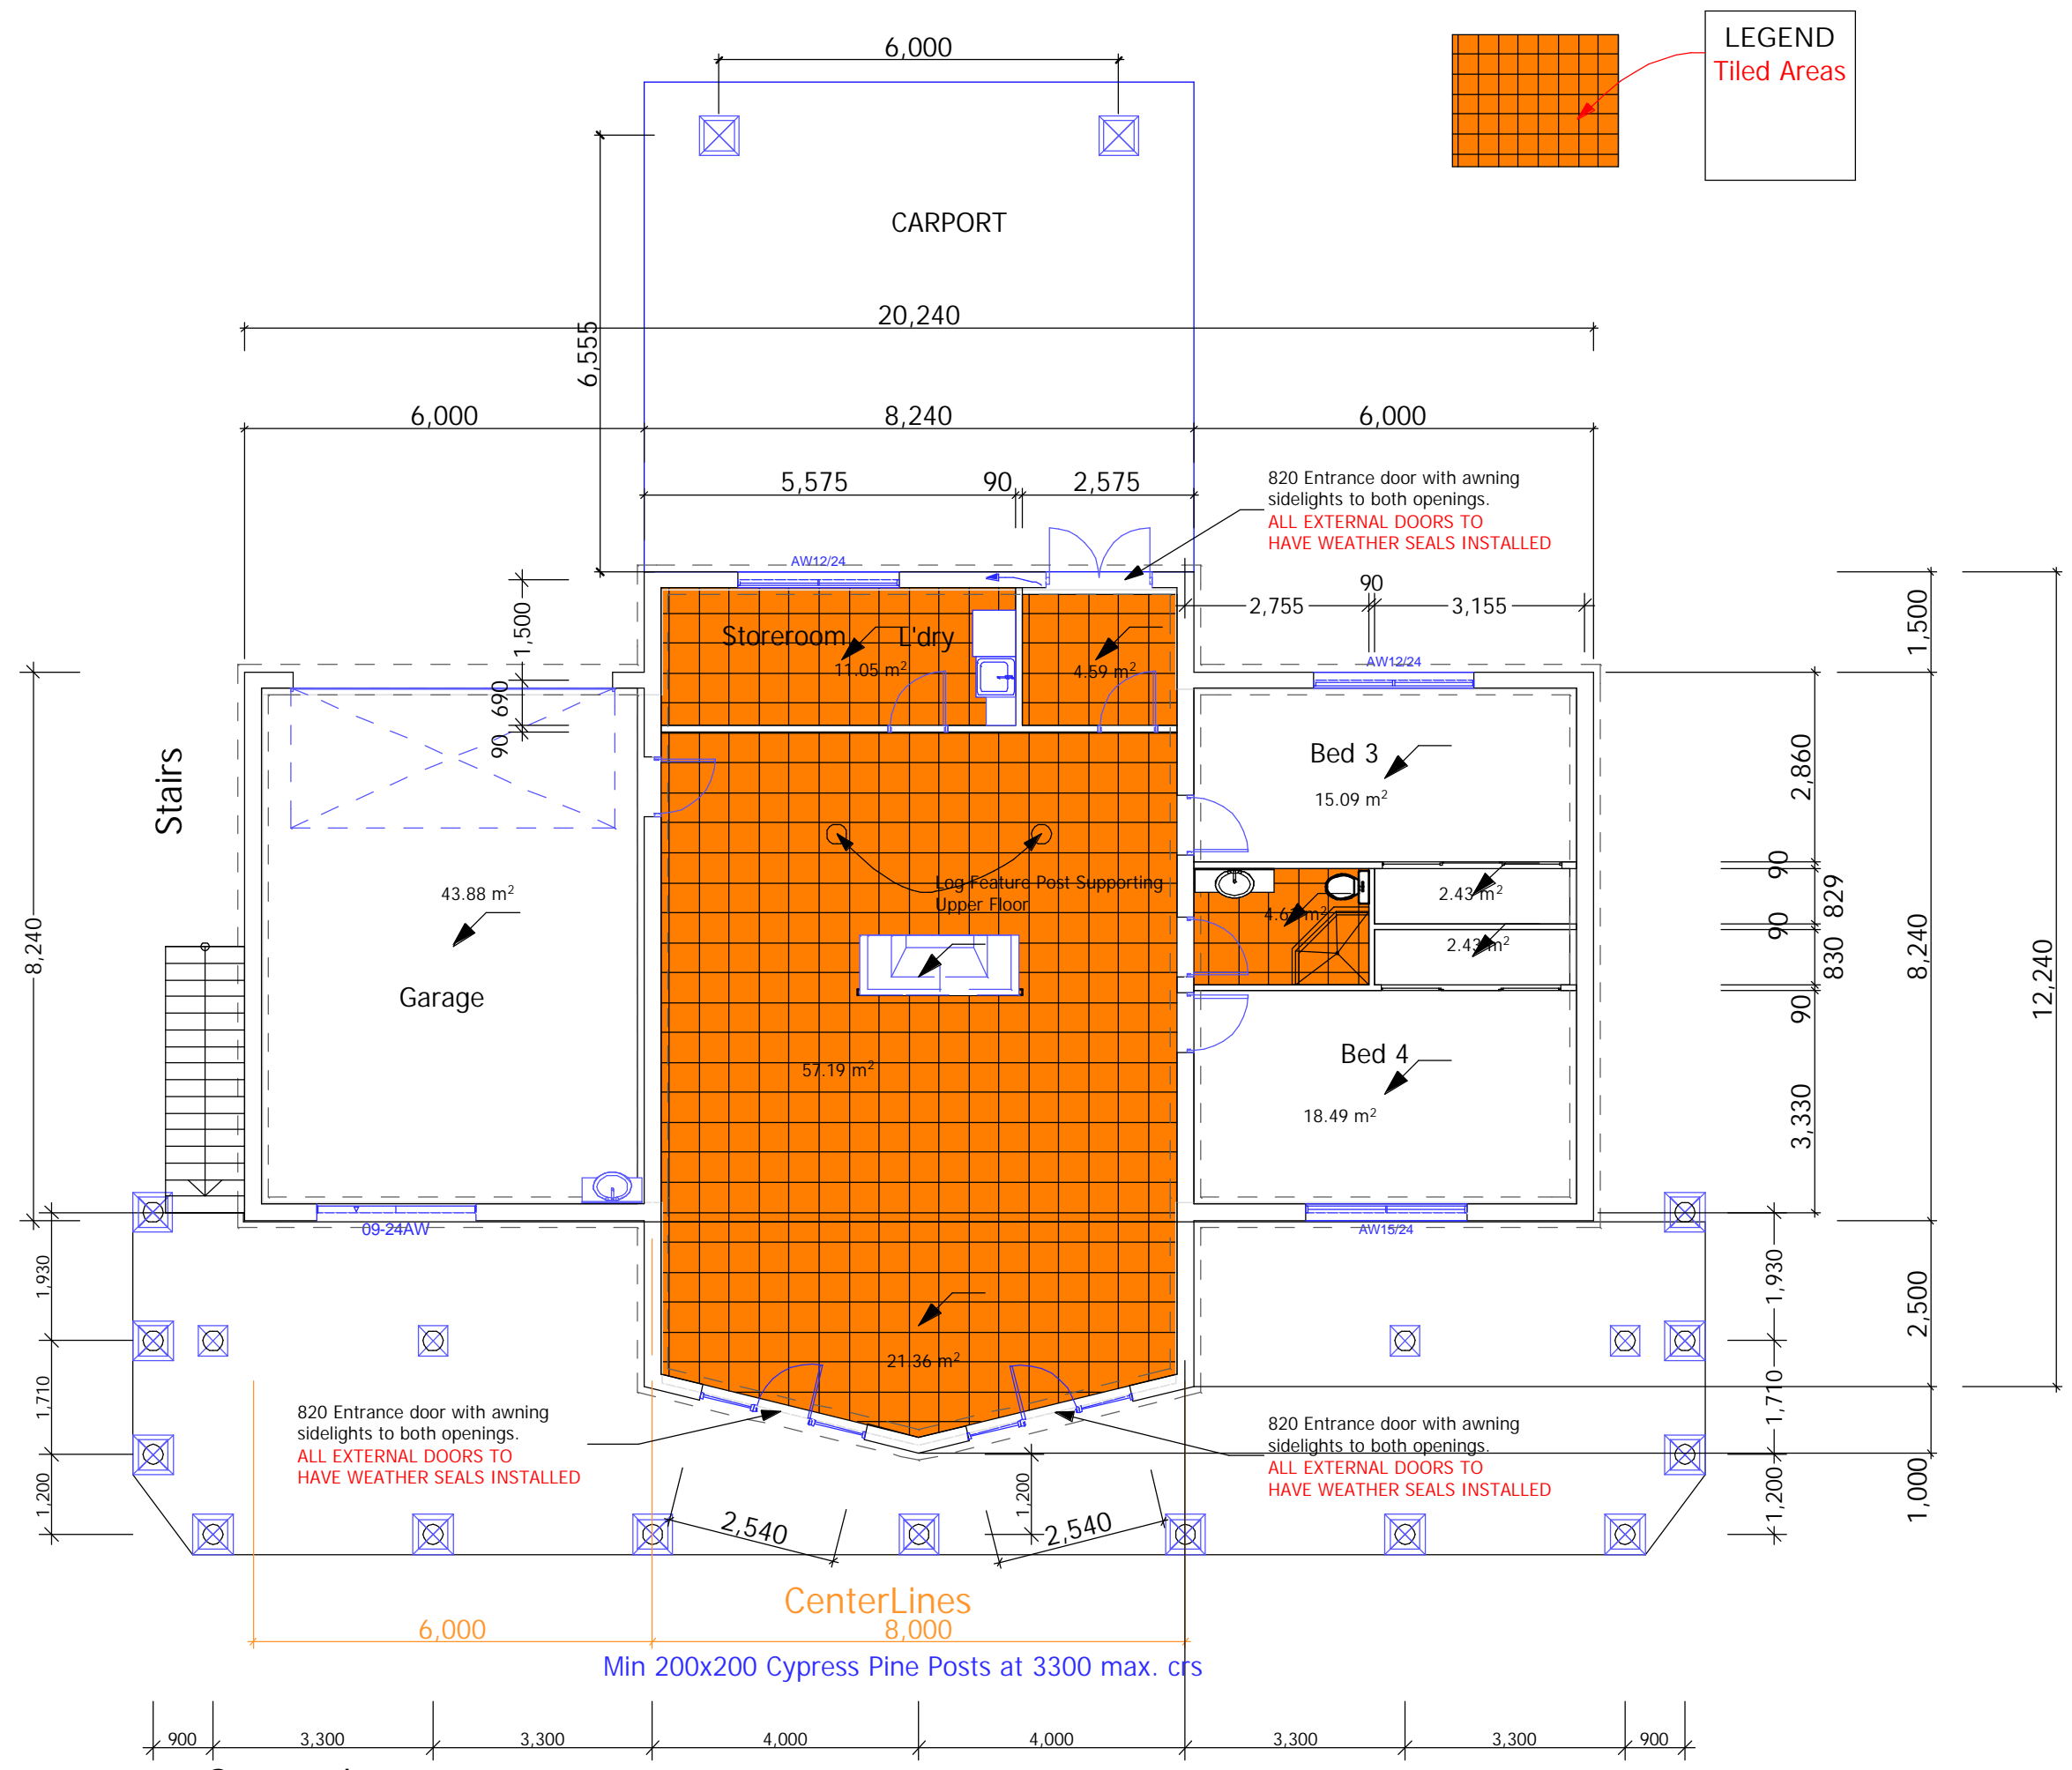 6,000
LEGEND
Tiled Areas
CARPORT
20,240
6,555
6,000
8,240
6,000
5,575
90
2,575
820 Entrance door with awning
sidelights to both openings.
ALL EXTERNAL DOORS TO
HAVE WEATHER SEALS INSTALLED
AW12/24
90
2,755
3,155
1,500
1,500
Storeroom
L'dry
11.05 m²
4.59 m²
AW12/24
690
90
Stairs
Bed 3
15.09 m²
2,860
43.88 m²
Log Feature Post Supporting
Upper Floor
2.43 m²
90
829
2.43 m²
90
830
8,240
8,240
12,240
Garage
90
57.19 m²
Bed 4
18.49 m²
3,330
09-24AW
AW15/24
1,930
1,930
2,500
21.36 m²
1,710
1,710
820 Entrance door with awning
sidelights to both openings.
ALL EXTERNAL DOORS TO
HAVE WEATHER SEALS INSTALLED
820 Entrance door with awning
sidelights to both openings.
ALL EXTERNAL DOORS TO
HAVE WEATHER SEALS INSTALLED
1,200
1,200
1,200
1,000
2,540
2,540
CenterLines
6,000
8,000
Min 200x200 Cypress Pine Posts at 3300 max. crs
900
3,300
3,300
4,000
4,000
3,300
3,300
900